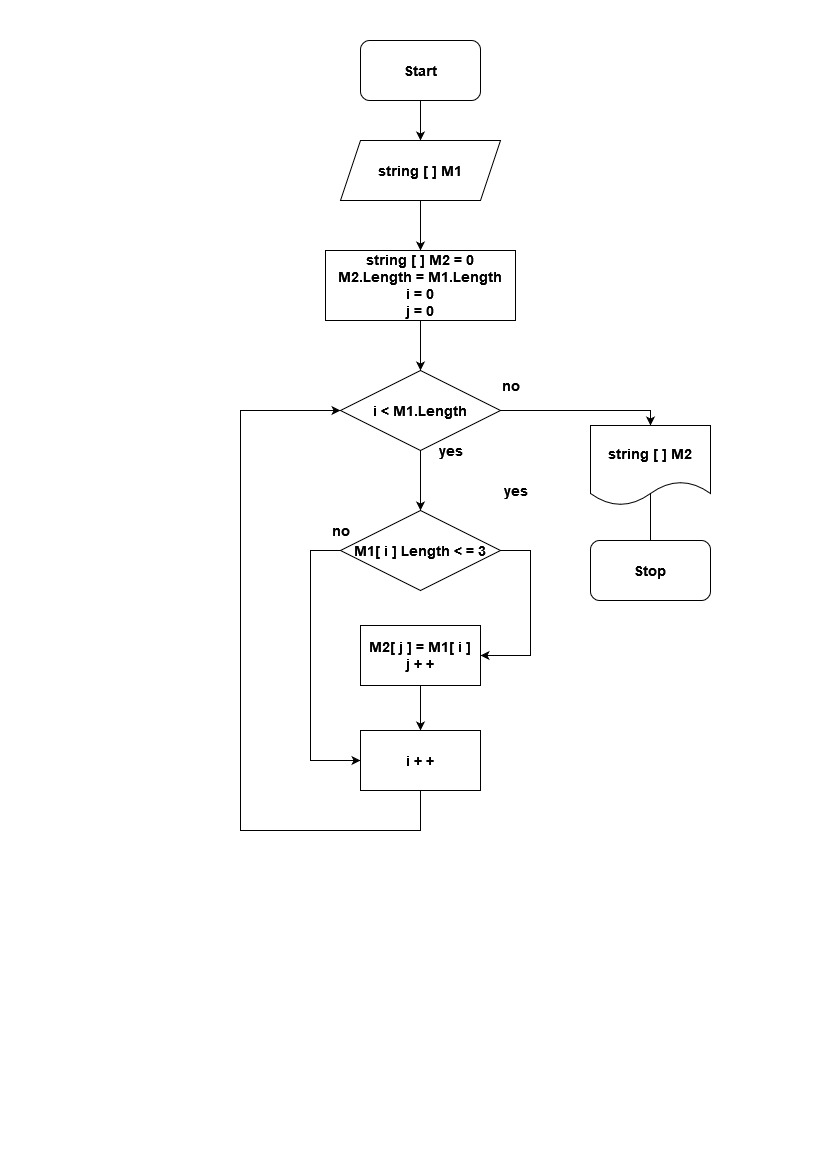 Start
string [ ] M1
string [ ] M2 = 0
M2.Length = M1.Length
i = 0
j = 0
i < M1.Length
no
yes
string [ ] M2
yes
no
M1[ i ] Length < = 3
Stop
M2[ j ] = M1[ i ]
j + +
i + +